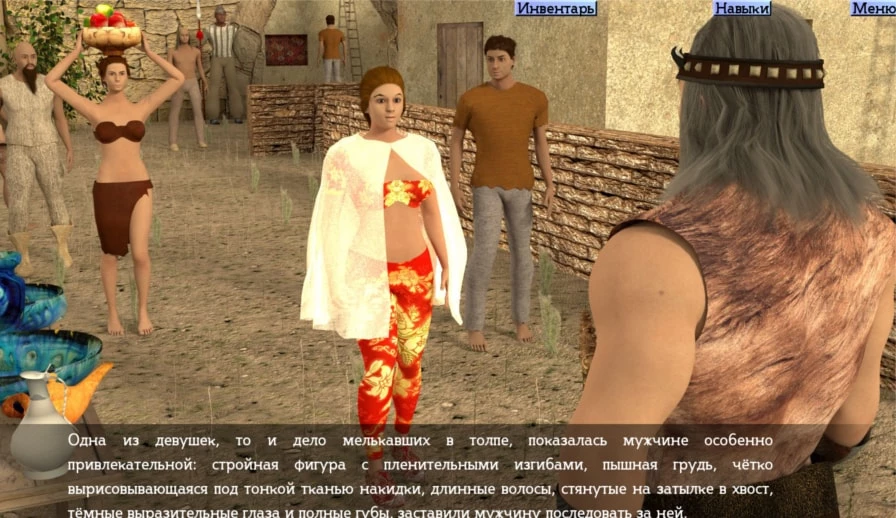 Инвентарь
Навыки
Меню
Одна из девушек, то и дело мелькавших в толпе, показалась мужчине особенно
привлекательной: стройная фигура с пленительными изгибами, пышная грудь, чётко
вырисовывающаяся под тонкой тканью накидки, длинные волосы, стянутые на затылке в хвост,
тёмные выразительные глаза и полные губы, заставили мужчину последовать за ней.